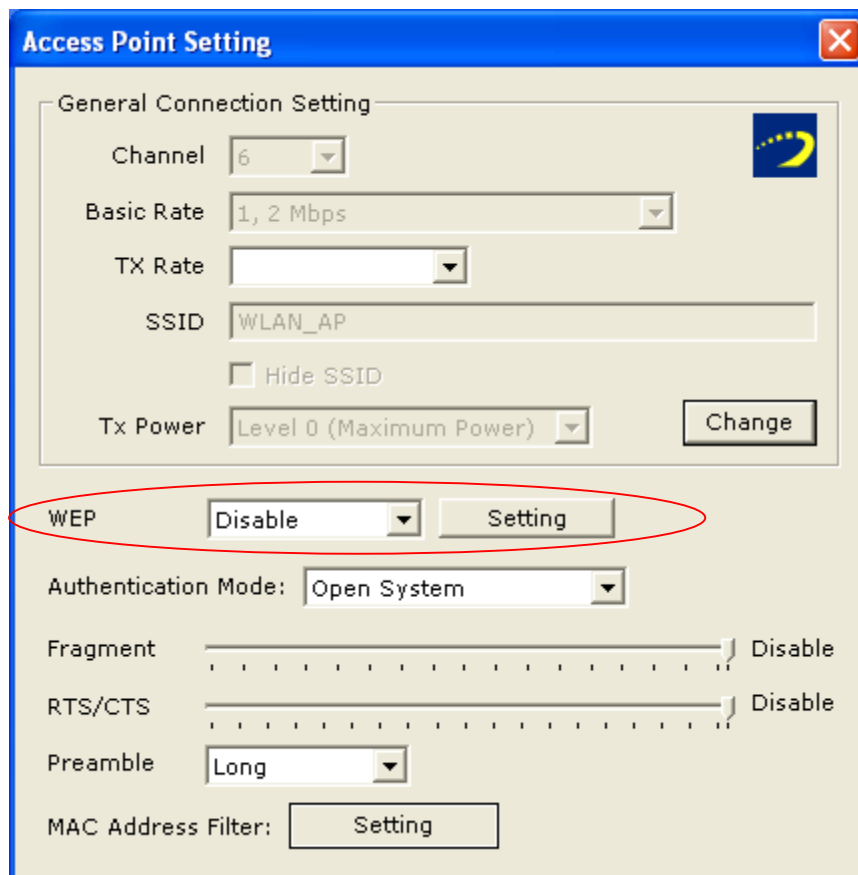 Access Point Setting
General Connection Setting
Channel 6
Basic Rate 1, 2 Mbps
TX Rate
SSID WLAN_AP
Hide SSID
Tx Power Level 0 (Maximum Power) Change
WEP Disable Setting
Authentication Mode: Open System
Fragment Disable
RTS/CTS Disable
Preamble Long
MAC Address Filter: Setting